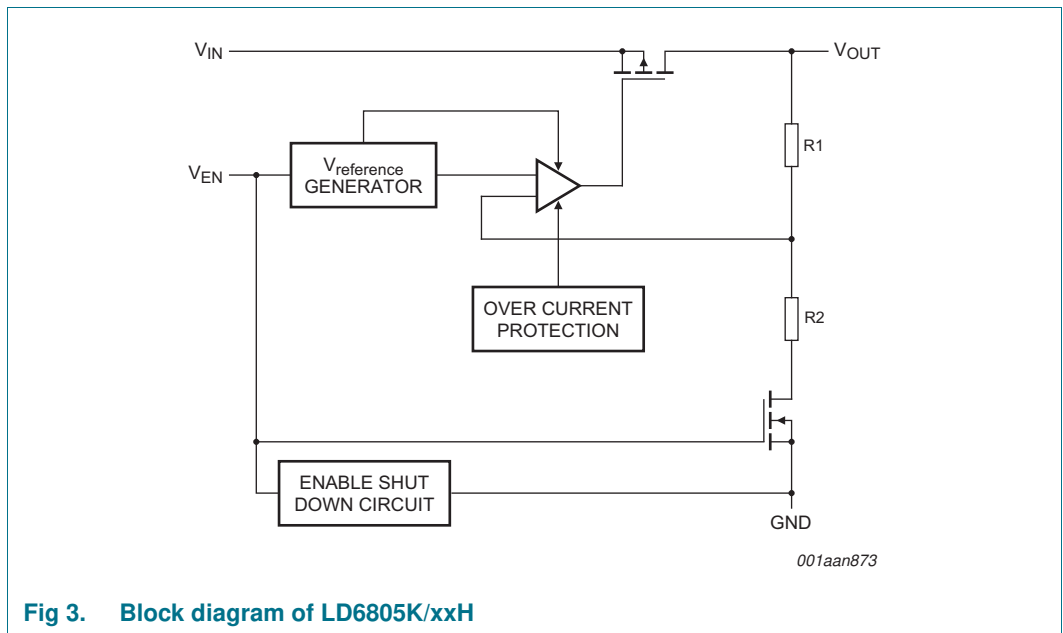 VIN
VOUT
R1
VEN
Vreference
GENERATOR
OVER CURRENT
PROTECTION
R2
ENABLE SHUT
DOWN CIRCUIT
GND
001aan873
Fig 3. Block diagram of LD6805K/xxH